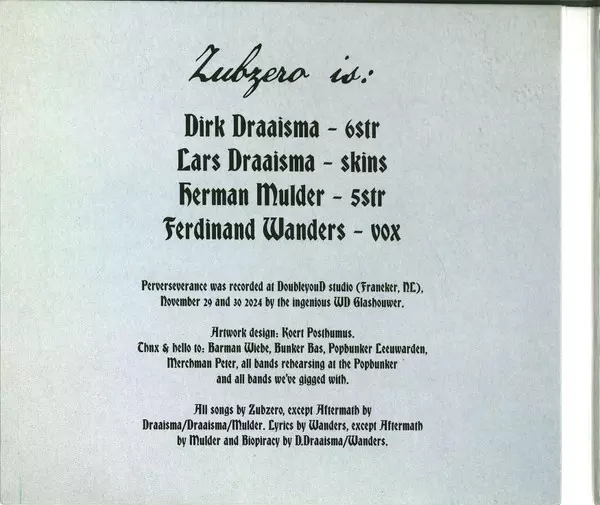 Zubzero is:
Dirk Draaisma - 6str
Lars Draaisma - skins
Herman Mulder - 5str
Ferdinand Wanders - vox
Perverseverance was recorded at DoubleyouD studio (Franeker, NL),
November 29 and 30 2024 by the ingenious WD Glashouwer.
Artwork design: Koert Posthumus.
Thnx & hello to: Barman Wiebe, Bunker Bas, Popbunker Leeuwarden,
Merchman Peter, all bands rehearsing at the Popbunker
and all bands we've gigged with.
All songs by Zubzero, except Aftermath by
Draaisma/Draaisma/Mulder. Lyrics by Wanders, except Aftermath
by Mulder and Biopiracy by D.Draaisma/Wanders.